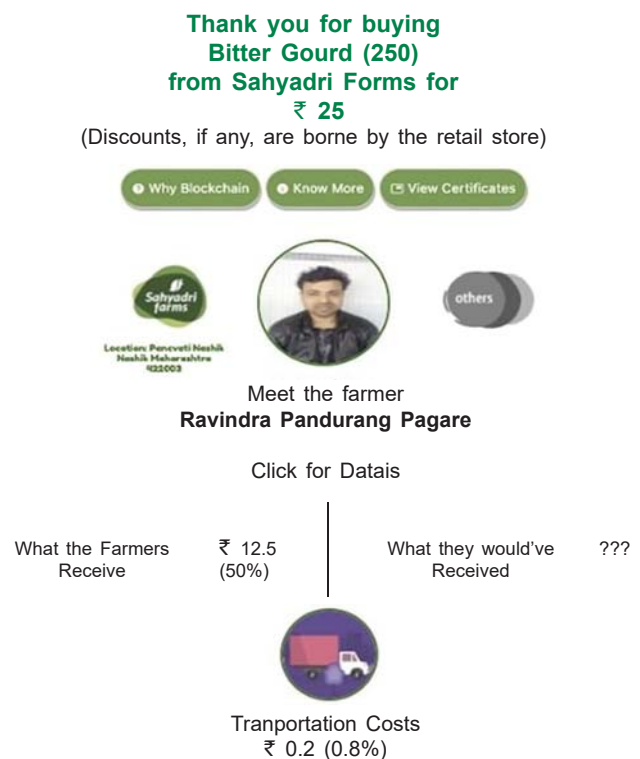 Thank you for buying
Bitter Gourd (250)
from Sahyadri Forms for
₹ 25
(Discounts, if any, are borne by the retail store)
Why Blockchain
Know More
View Certificates
Sahyadri
farms
others
Location: Pancvati Nashik
Nashik Maharashtra
422003
Meet the farmer
Ravindra Pandurang Pagare
Click for Datais
What the Farmers
Receive
₹ 12.5
(50%)
What they would've
Received
???
Tranportation Costs
₹ 0.2 (0.8%)